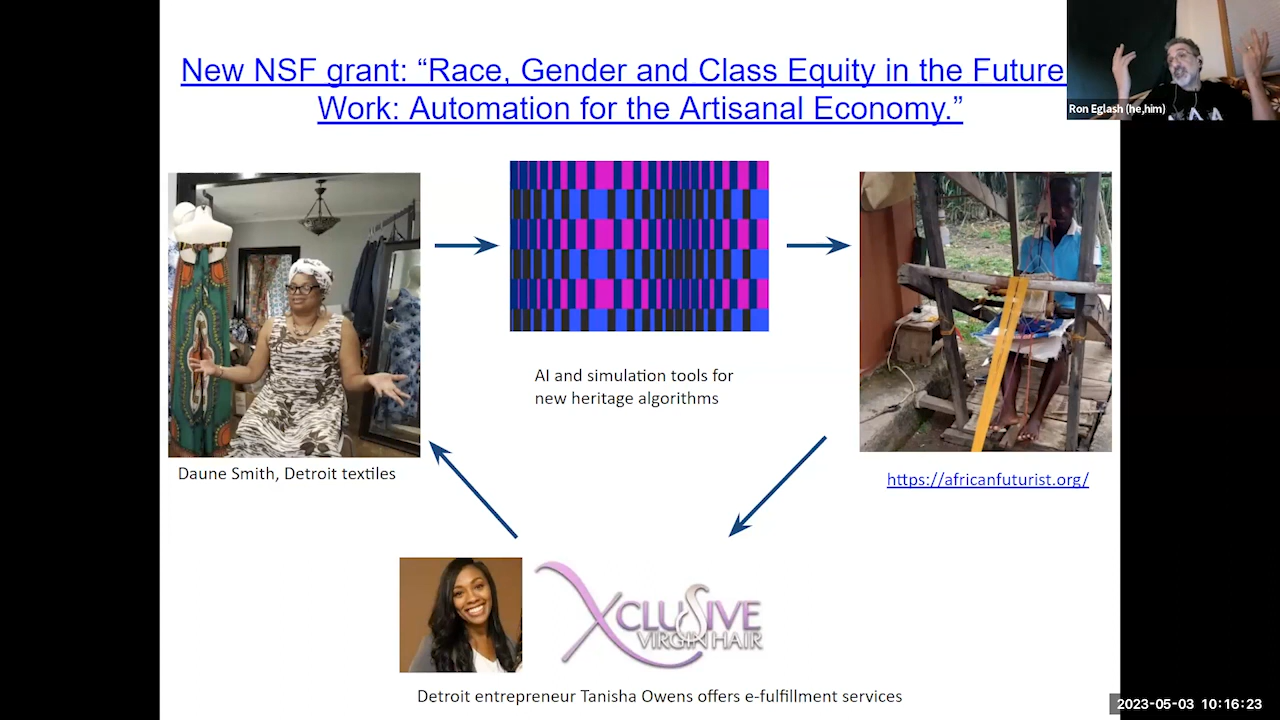 New NSF grant: “Race, Gender and Class Equity in the Future
Work: Automation for the Artisanal Economy.”
Ron Eglash (he,him)
AI and simulation tools for
new heritage algorithms
Daune Smith, Detroit textiles
https://africanfuturist.org/
XCLUSIVE
VIRGIN HAIR
Detroit entrepreneur Tanisha Owens offers e-fulfillment services
2023-05-03 10:16:23